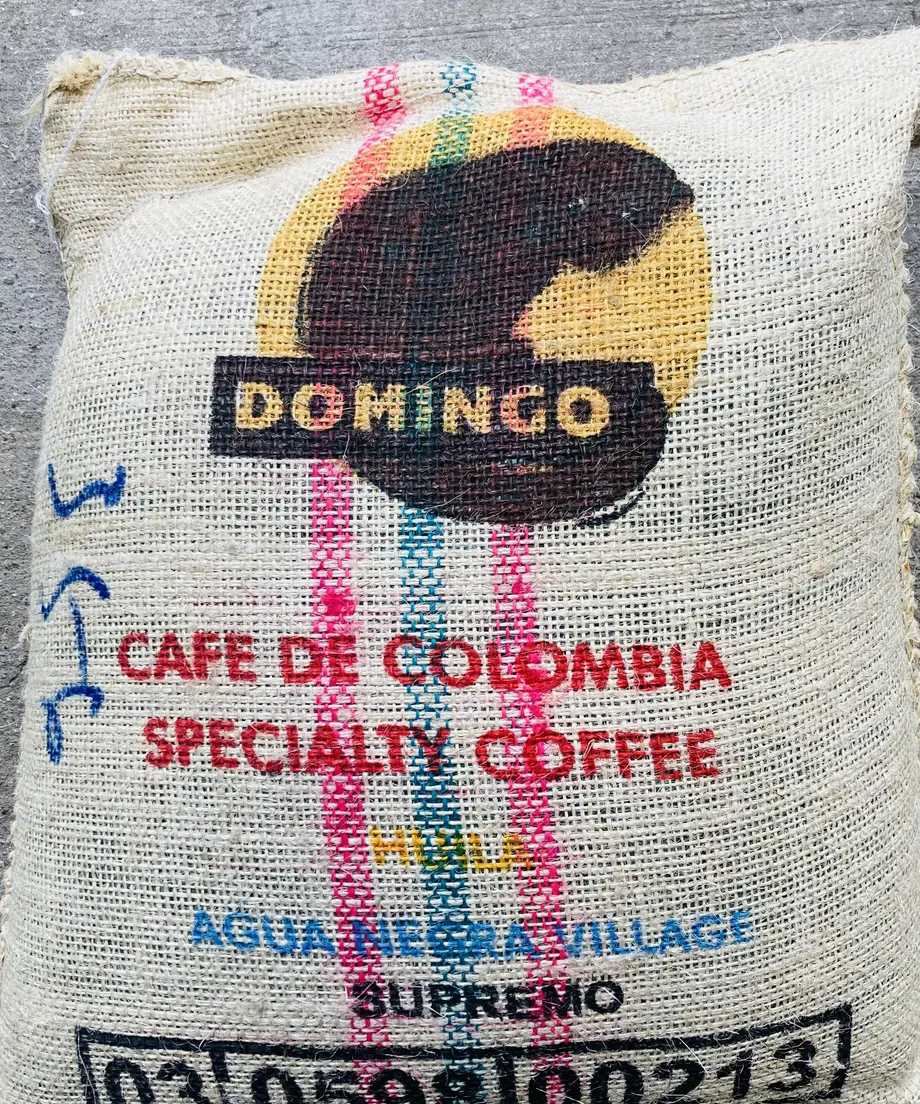 DOMINGO
CAFE DE COLOMBIA
SPECIALTY COFFEE
HUILA
AGUA NEGRA VILLAGE
SUPREMO
03 0598 00213